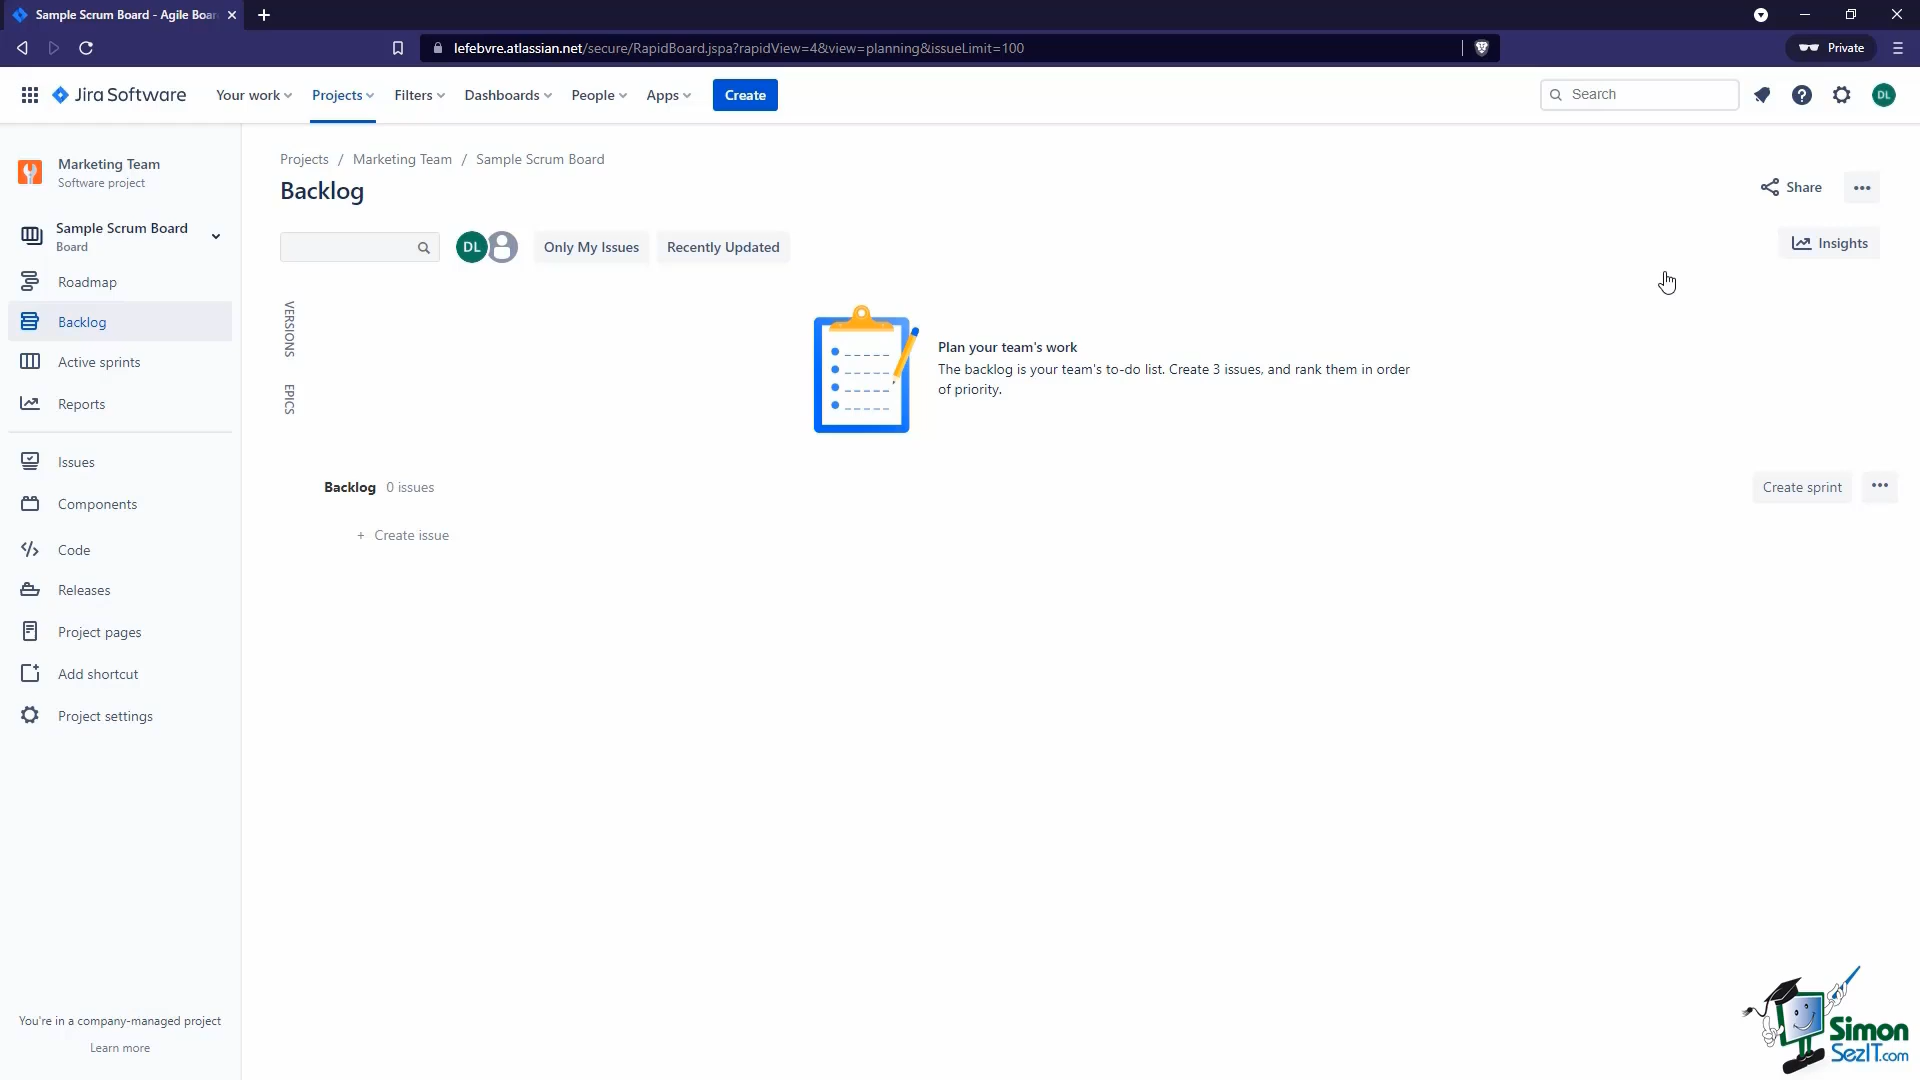 Sample Scrum Board - Agile Boar
lefebvre.atlassian.net/secure/RapidBoard.jspa?rapidView=4&view=planning&issueLimit=100
Private
Jira Software
Your work
Projects
Filters
Dashboards
People
Apps
Create
Search
DL
Marketing Team
Software project
Sample Scrum Board
Board
Roadmap
Backlog
Active sprints
Reports
Issues
Components
Code
Releases
Project pages
Add shortcut
Project settings
You're in a company-managed project
Learn more
Projects / Marketing Team / Sample Scrum Board
Backlog
Share
DL
Only My Issues
Recently Updated
Insights
VERSIONS
EPICS
Plan your team's work
The backlog is your team's to-do list. Create 3 issues, and rank them in order
of priority.
Backlog 0 issues
Create sprint
+ Create issue
Simon
SezIT.com